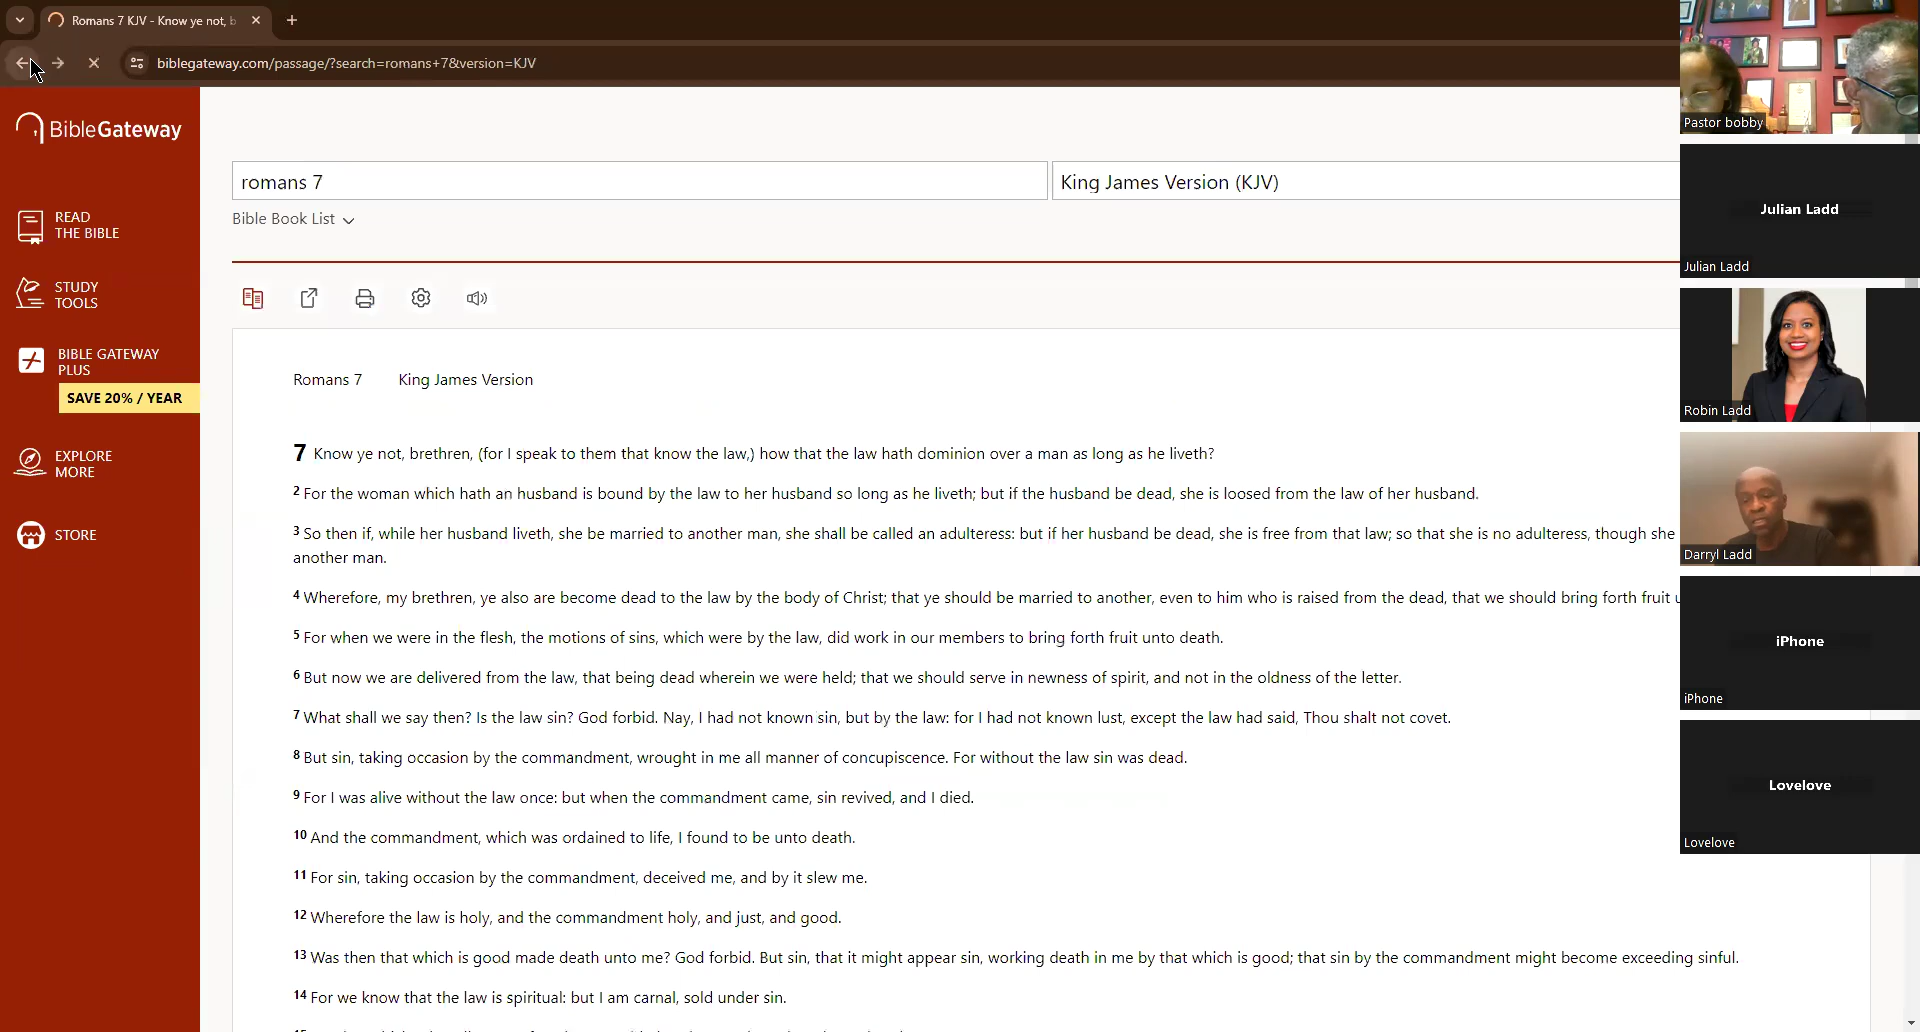 Romans 7 KJV - Know ye not, b
biblegateway.com/passage/?search=romans+7&version=KJV
BibleGateway
READ
THE BIBLE
STUDY
TOOLS
BIBLE GATEWAY
PLUS
SAVE 20% / YEAR
EXPLORE
MORE
STORE
romans 7
King James Version (KJV)
Bible Book List
Romans 7 King James Version
7 Know ye not, brethren, (for I speak to them that know the law,) how that the law hath dominion over a man as long as he liveth?
2 For the woman which hath an husband is bound by the law to her husband so long as he liveth; but if the husband be dead, she is loosed from the law of her husband.
3 So then if, while her husband liveth, she be married to another man, she shall be called an adulteress: but if her husband be dead, she is free from that law; so that she is no adulteress, though she
another man.
4 Wherefore, my brethren, ye also are become dead to the law by the body of Christ; that ye should be married to another, even to him who is raised from the dead, that we should bring forth fruit
5 For when we were in the flesh, the motions of sins, which were by the law, did work in our members to bring forth fruit unto death.
6 But now we are delivered from the law, that being dead wherein we were held; that we should serve in newness of spirit, and not in the oldness of the letter.
7 What shall we say then? Is the law sin? God forbid. Nay, I had not known sin, but by the law: for I had not known lust, except the law had said, Thou shalt not covet.
8 But sin, taking occasion by the commandment, wrought in me all manner of concupiscence. For without the law sin was dead.
9 For I was alive without the law once: but when the commandment came, sin revived, and I died.
10 And the commandment, which was ordained to life, I found to be unto death.
11 For sin, taking occasion by the commandment, deceived me, and by it slew me.
12 Wherefore the law is holy, and the commandment holy, and just, and good.
13 Was then that which is good made death unto me? God forbid. But sin, that it might appear sin, working death in me by that which is good; that sin by the commandment might become exceeding sinful.
14 For we know that the law is spiritual: but I am carnal, sold under sin.
Pastor bobby
Julian Ladd
Julian Ladd
Robin Ladd
Darryl Ladd
iPhone
iPhone
Lovelove
Lovelove